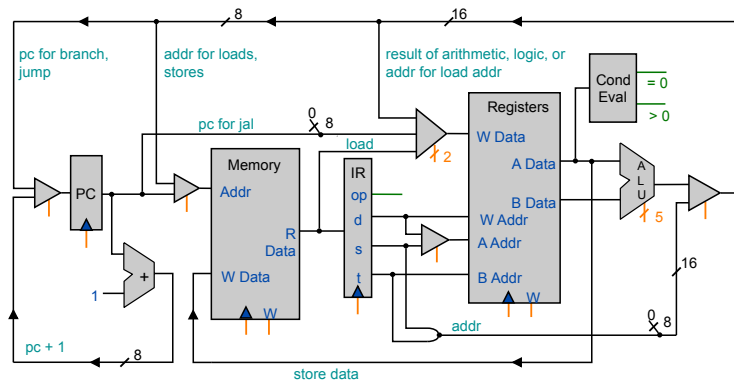 8
16
pc for branch,
jump
addr for loads,
stores
result of arithmetic, logic, or
addr for load addr
Cond
Eval
= 0
> 0
Registers
W Data
A Data
B Data
W Addr
A Addr
B Addr
W
0
8
pc for jal
load
2
Memory
Addr
R
Data
W Data
W
IR
op
d
s
t
PC
A
L
U
5
+
1
16
addr
0
8
pc + 1
8
store data